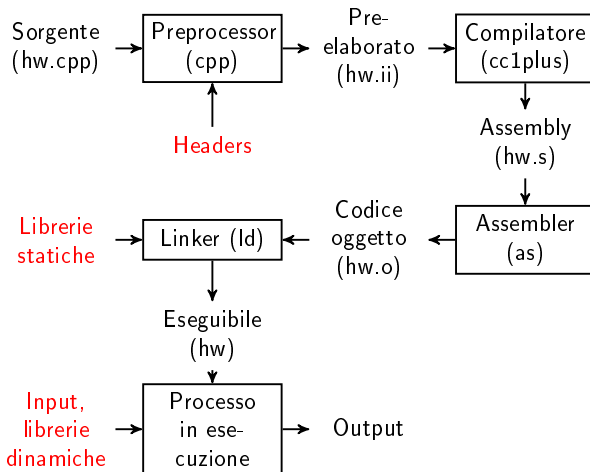 Sorgente
(hw.cpp)
Preprocessor
(cpp)
Pre-
elaborato
(hw.ii)
Compilatore
(cc1plus)
Headers
Assembly
(hw.s)
Librerie
statiche
Linker (ld)
Codice
oggetto
(hw.o)
Assembler
(as)
Eseguibile
(hw)
Input,
librerie
dinamiche
Processo
in ese-
cuzione
Output